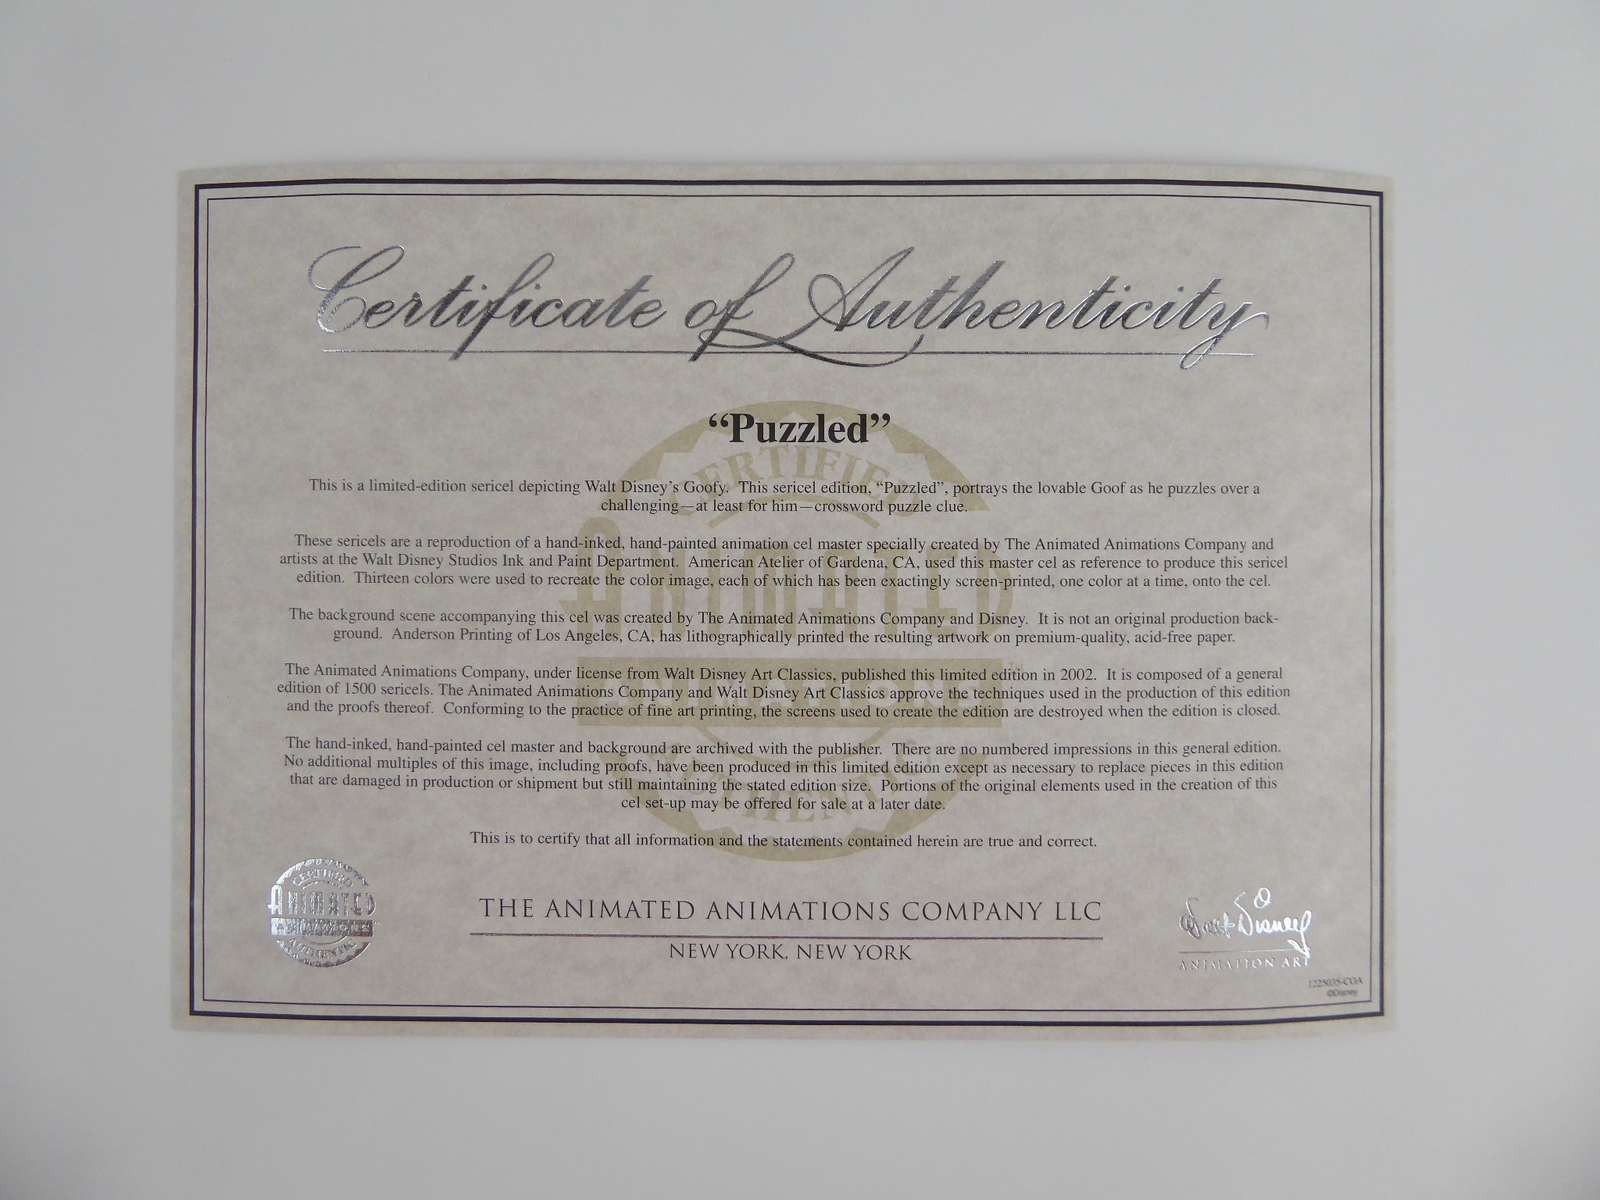 Certificate of Authenticity
“Puzzled”
This is a limited-edition sericel depicting Walt Disney’s Goofy. This sericel edition, “Puzzled”, portrays the lovable Goof as he puzzles over a
challenging—at least for him—crossword puzzle clue.
These sericels are a reproduction of a hand-inked, hand-painted animation cel master specially created by The Animated Animations Company and
artists at the Walt Disney Studios Ink and Paint Department. American Atelier of Gardena, CA, used this master cel as reference to produce this sericel
edition. Thirteen colors were used to recreate the color image, each of which has been exactingly screen-printed, one color at a time, onto the cel.
The background scene accompanying this cel was created by The Animated Animations Company and Disney. It is not an original production back-
ground. Anderson Printing of Los Angeles, CA, has lithographically printed the resulting artwork on premium-quality, acid-free paper.
The Animated Animations Company, under license from Walt Disney Art Classics, published this limited edition in 2002. It is composed of a general
edition of 1500 sericels. The Animated Animations Company and Walt Disney Art Classics approve the techniques used in the production of this edition
and the proofs thereof. Conforming to the practice of fine art printing, the screens used to create the edition are destroyed when the edition is closed.
The hand-inked, hand-painted cel master and background are archived with the publisher. There are no numbered impressions in this general edition.
No additional multiples of this image, including proofs, have been produced in this limited edition except as necessary to replace pieces in this edition
that are damaged in production or shipment but still maintaining the stated edition size. Portions of the original elements used in the creation of this
cel set-up may be offered for sale at a later date.
This is to certify that all information and the statements contained herein are true and correct.
CERTIFIED
ANIMATED
ANIMATIONS
AUTHENTIC
THE ANIMATED ANIMATIONS COMPANY LLC
NEW YORK, NEW YORK
Walt Disney
ANIMATION ART
1225035-COA
©Disney